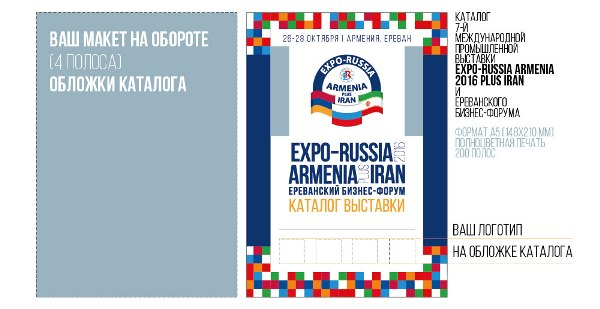 ВАШ МАКЕТ НА ОБОРОТЕ
(4 ПОЛОСА)
ОБЛОЖКИ КАТАЛОГА
26-28 ОКТЯБРЯ | АРМЕНИЯ, ЕРЕВАН
EXPO-RUSSIA
ARMENIA
PLUS
IRAN
EXPO-RUSSIA
ARMENIA PLUS IRAN 2016
ЕРЕВАНСКИЙ БИЗНЕС-ФОРУМ
КАТАЛОГ ВЫСТАВКИ
КАТАЛОГ
7-Й
МЕЖДУНАРОДНОЙ
ПРОМЫШЛЕННОЙ
ВЫСТАВКИ
EXPO-RUSSIA ARMENIA
2016 PLUS IRAN
И
ЕРЕВАНСКОГО
БИЗНЕС-ФОРУМА
ФОРМАТ А5 (148X210 ММ)
ПОЛНОЦВЕТНАЯ ПЕЧАТЬ
200 ПОЛОС
ВАШ ЛОГОТИП
НА ОБЛОЖКЕ КАТАЛОГА